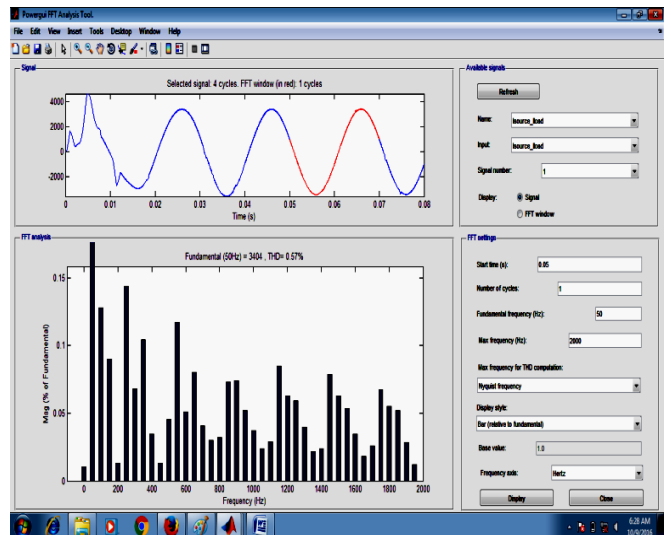 Powergui FFT Analysis Tool.
File Edit View Insert Tools Desktop Window Help
Signal
Selected signal: 4 cycles. FFT window (in red): 1 cycles
4000
2000
0
-2000
0 0.01 0.02 0.03 0.04 0.05 0.06 0.07 0.08
Time (s)
FFT analysis
Fundamental (50Hz) = 3404 , THD= 0.57%
0.15
0.1
0.05
0
Mag (% of Fundamental)
0 200 400 600 800 1000 1200 1400 1600 1800 2000
Frequency (Hz)
Available signals
Refresh
Name: Isource_Iload
Input: Isource_Iload
Signal number: 1
Display: Signal
FFT window
FFT settings
Start time (s): 0.05
Number of cycles: 1
Fundamental frequency (Hz): 50
Max frequency (Hz): 2000
Max frequency for THD computation:
Nyquist frequency
Display style:
Bar (relative to fundamental)
Base value: 1.0
Frequency axis: Hertz
Display Close
6:28 AM
10/9/2016